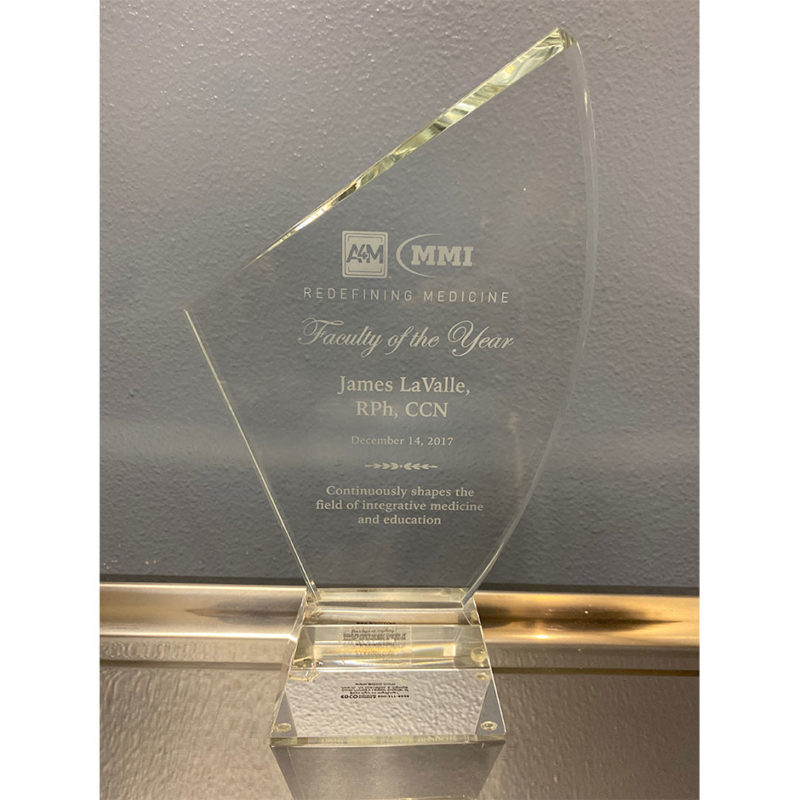 A4M MMI
REDEFINING MEDICINE
Faculty of the Year
James LaValle,
RPh, CCN
December 14, 2017
Continuously shapes the
field of integrative medicine
and education